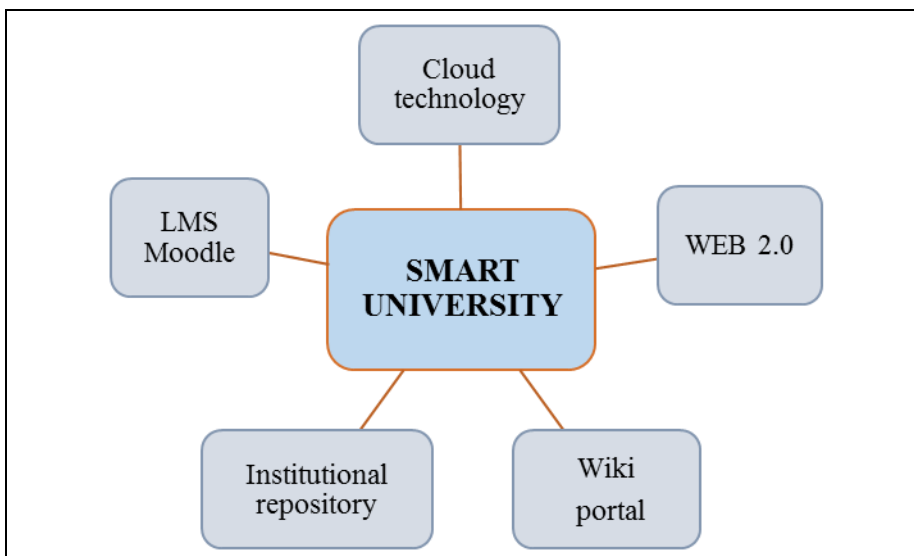 Cloud
technology
LMS
Moodle
SMART
UNIVERSITY
WEB 2.0
Institutional
repository
Wiki
portal